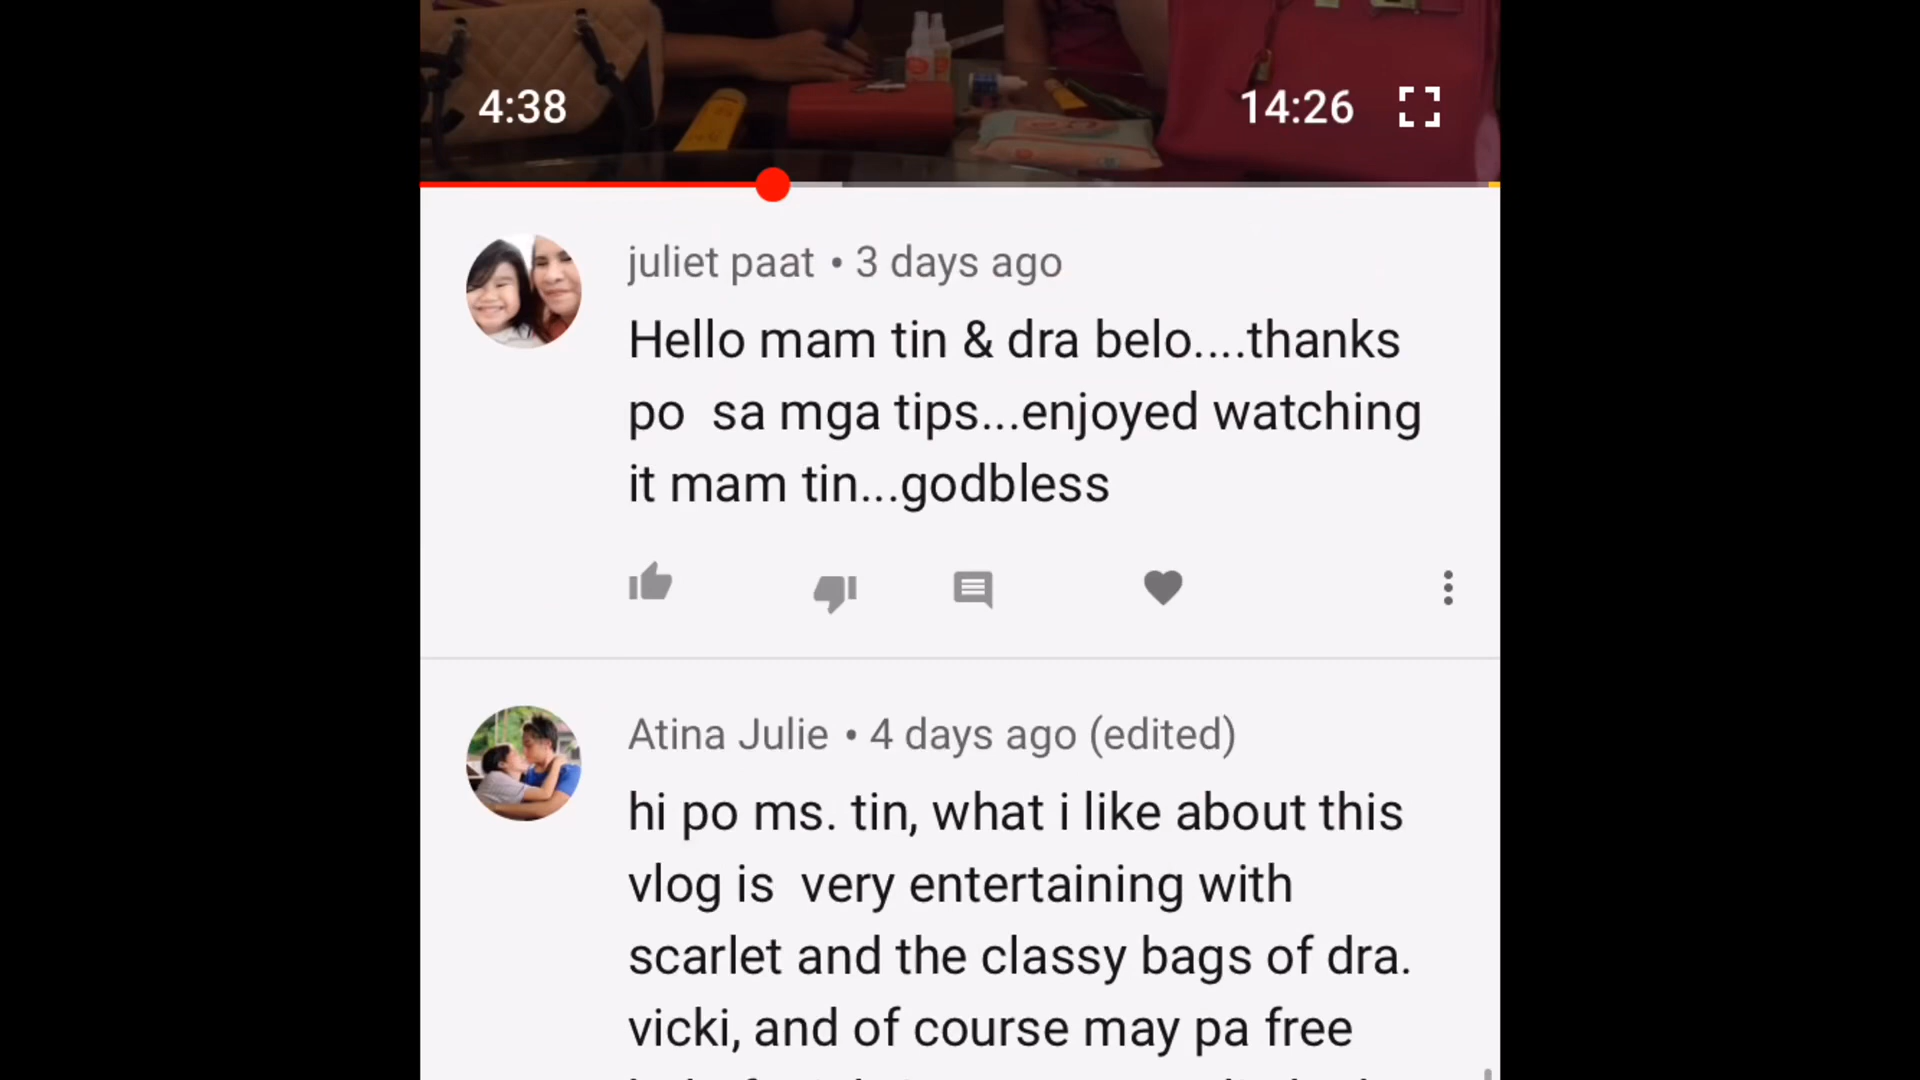 4:38
14:26
juliet paat • 3 days ago
Hello mam tin & dra belo....thanks
po  sa mga tips...enjoyed watching
it mam tin...godbless
Atina Julie • 4 days ago (edited)
hi po ms. tin, what i like about this
vlog is  very entertaining with
scarlet and the classy bags of dra.
vicki, and of course may pa free